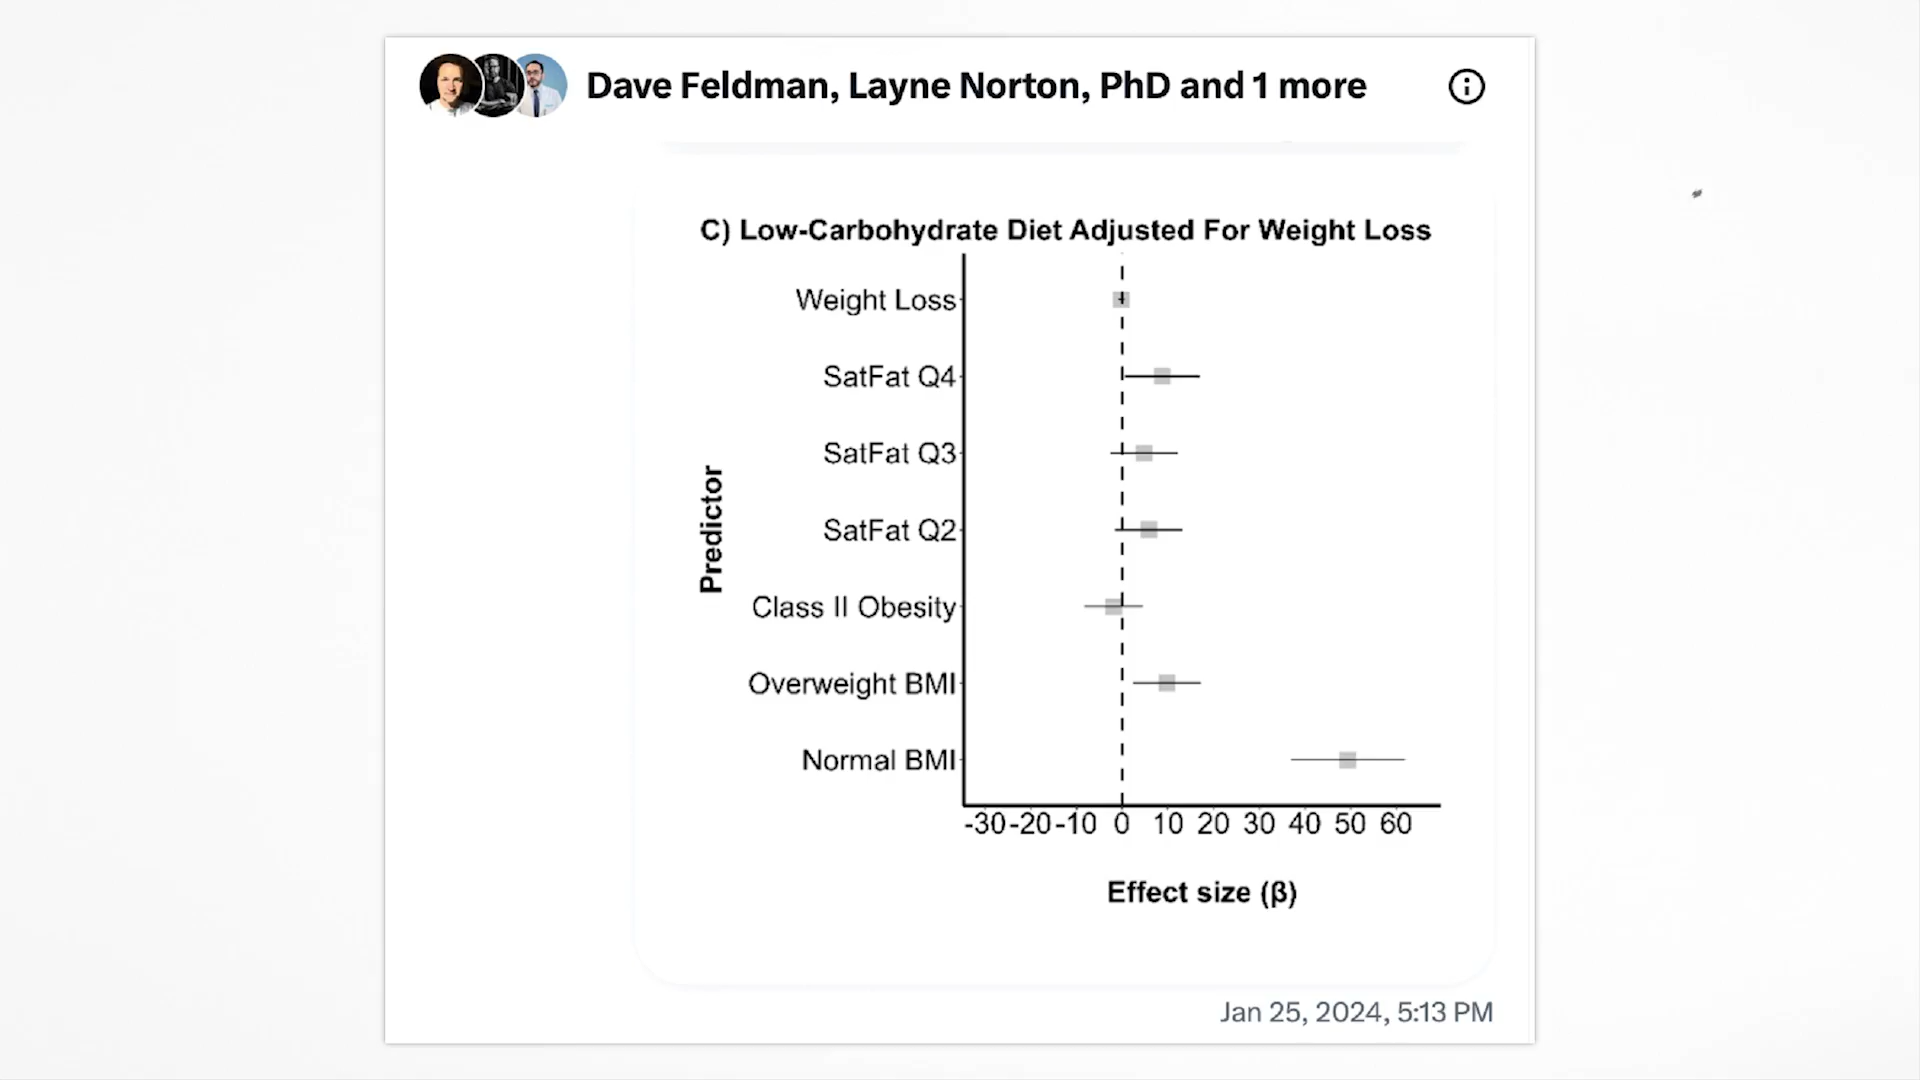 Dave Feldman, Layne Norton, PhD and 1 more
C) Low-Carbohydrate Diet Adjusted For Weight Loss
Weight Loss
SatFat Q4
SatFat Q3
SatFat Q2
Class II Obesity
Overweight BMI
Normal BMI
Predictor
-30 -20 -10 0 10 20 30 40 50 60
Effect size (β)
Jan 25, 2024, 5:13 PM